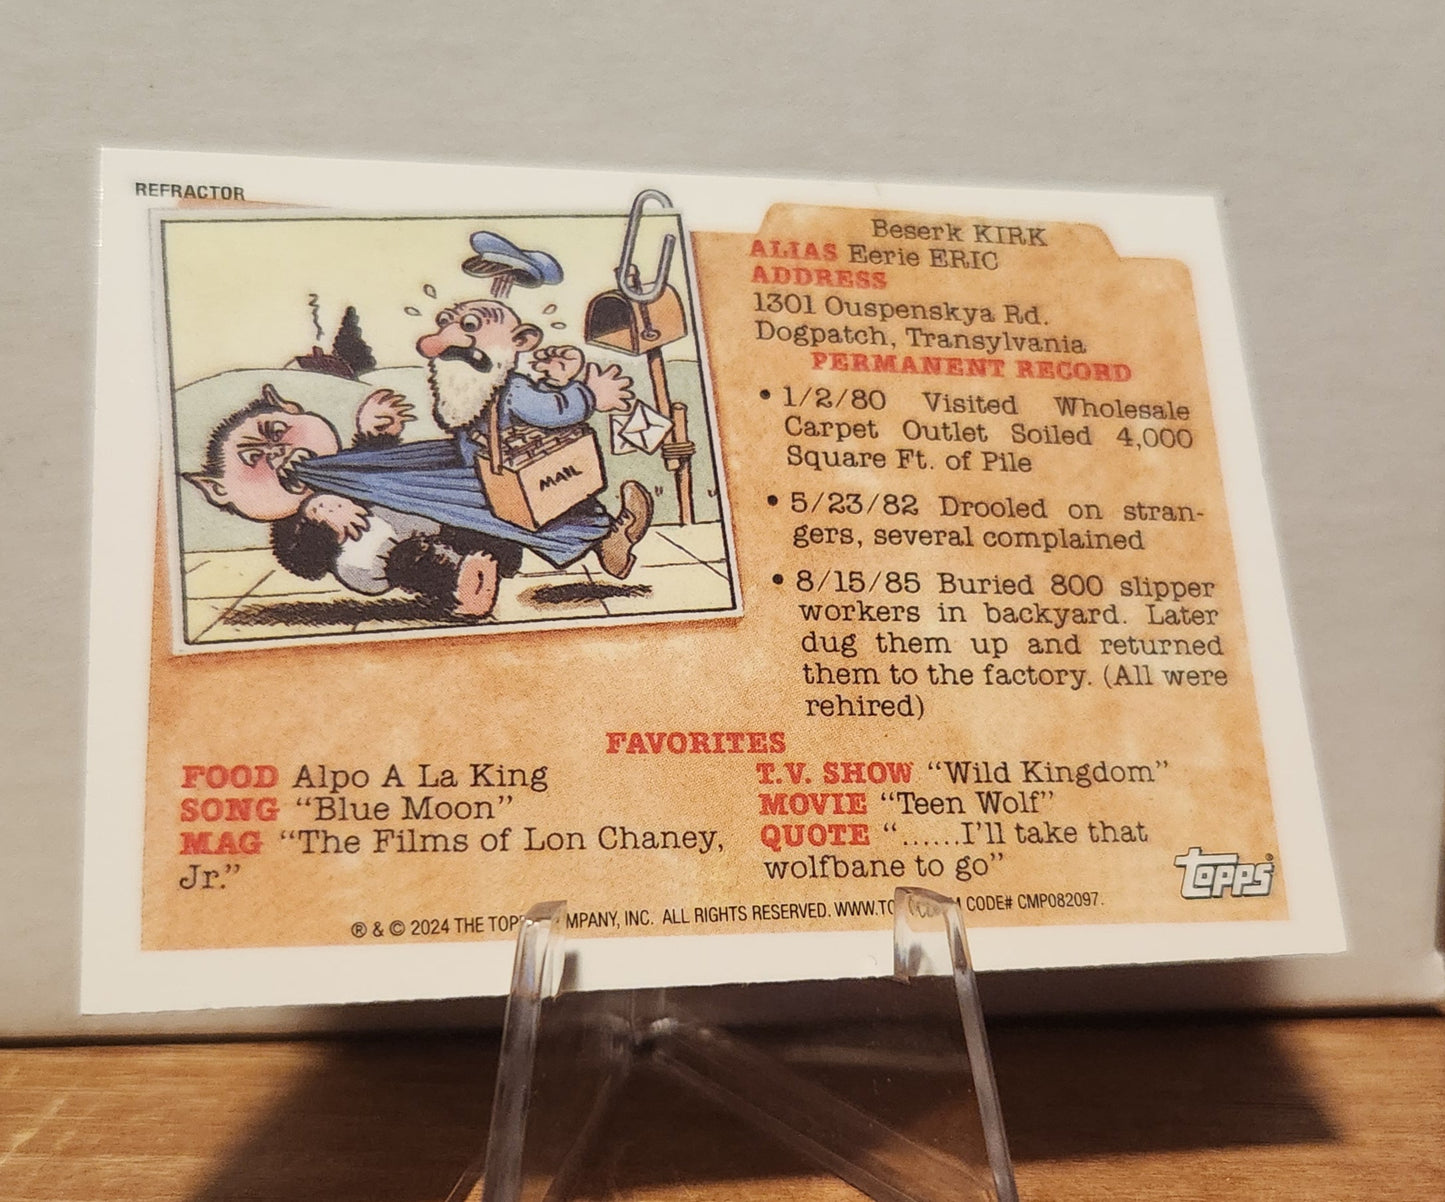 REFRACTOR
MAIL
Beserk KIRK
ALIAS Eerie ERIC
ADDRESS
1301 Ouspenskya Rd.
Dogpatch, Transylvania
PERMANENT RECORD
• 1/2/80 Visited Wholesale
Carpet Outlet Soiled 4,000
Square Ft. of Pile
• 5/23/82 Drooled on stran-
gers, several complained
• 8/15/85 Buried 800 slipper
workers in backyard. Later
dug them up and returned
them to the factory. (All were
rehired)
FAVORITES
FOOD Alpo A La King
SONG “Blue Moon”
MAG “The Films of Lon Chaney,
Jr.”
T.V. SHOW “Wild Kingdom”
MOVIE “Teen Wolf”
QUOTE “......I’ll take that
wolfbane to go”
Topps®
® & © 2024 THE INC. ALL RIGHTS RESERVED. CODE# CMP082097.